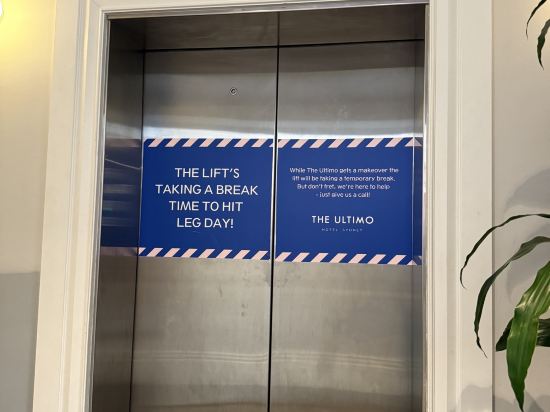 THE LIFT'S
TAKING A BREAK
TIME TO HIT
LEG DAY!
While The Ultimo gets a makeover the
lift will be taking a temporary break.
But don't fret, we're here to help
- just give us a call!
THE ULTIMO
HOTEL SYDNEY